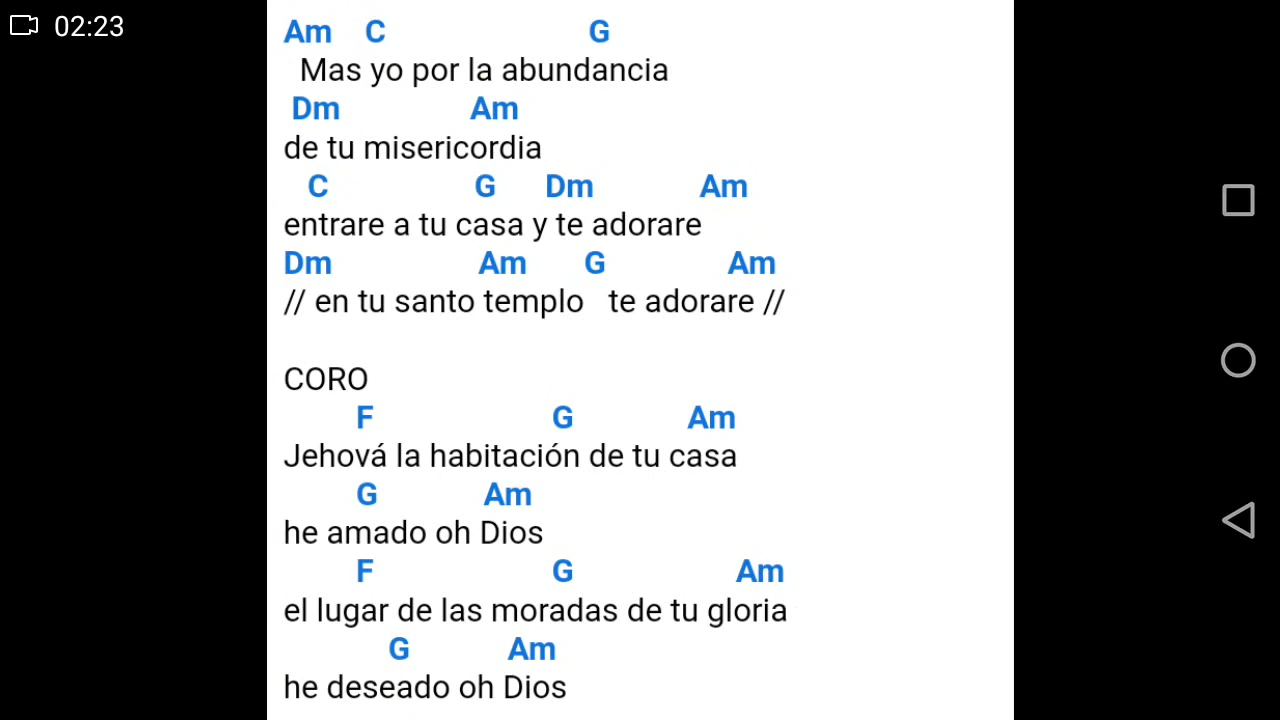 02:23
Am C G
Mas yo por la abundancia
Dm Am
de tu misericordia
C G Dm Am
entrare a tu casa y te adorare
Dm Am G Am
// en tu santo templo te adorare //
CORO
F G Am
Jehová la habitación de tu casa
G Am
he amado oh Dios
F G Am
el lugar de las moradas de tu gloria
G Am
he deseado oh Dios